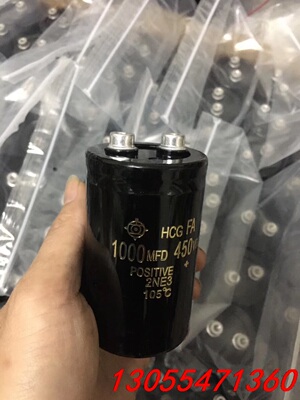 HCG FA
1000MFD 450V
+
POSITIVE
2NE3
105°C
13055471360